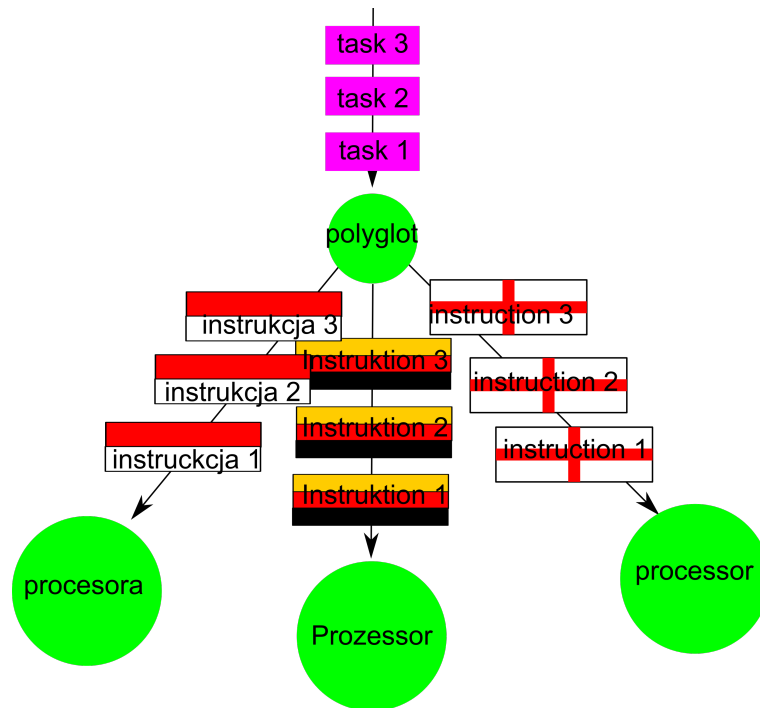 task 3
task 2
task 1
polyglot
instrukcja 3
instrukcja 2
instruckcja 1
procesora
Instruktion 3
Instruktion 2
Instruktion 1
Prozessor
instruction 3
instruction 2
instruction 1
processor